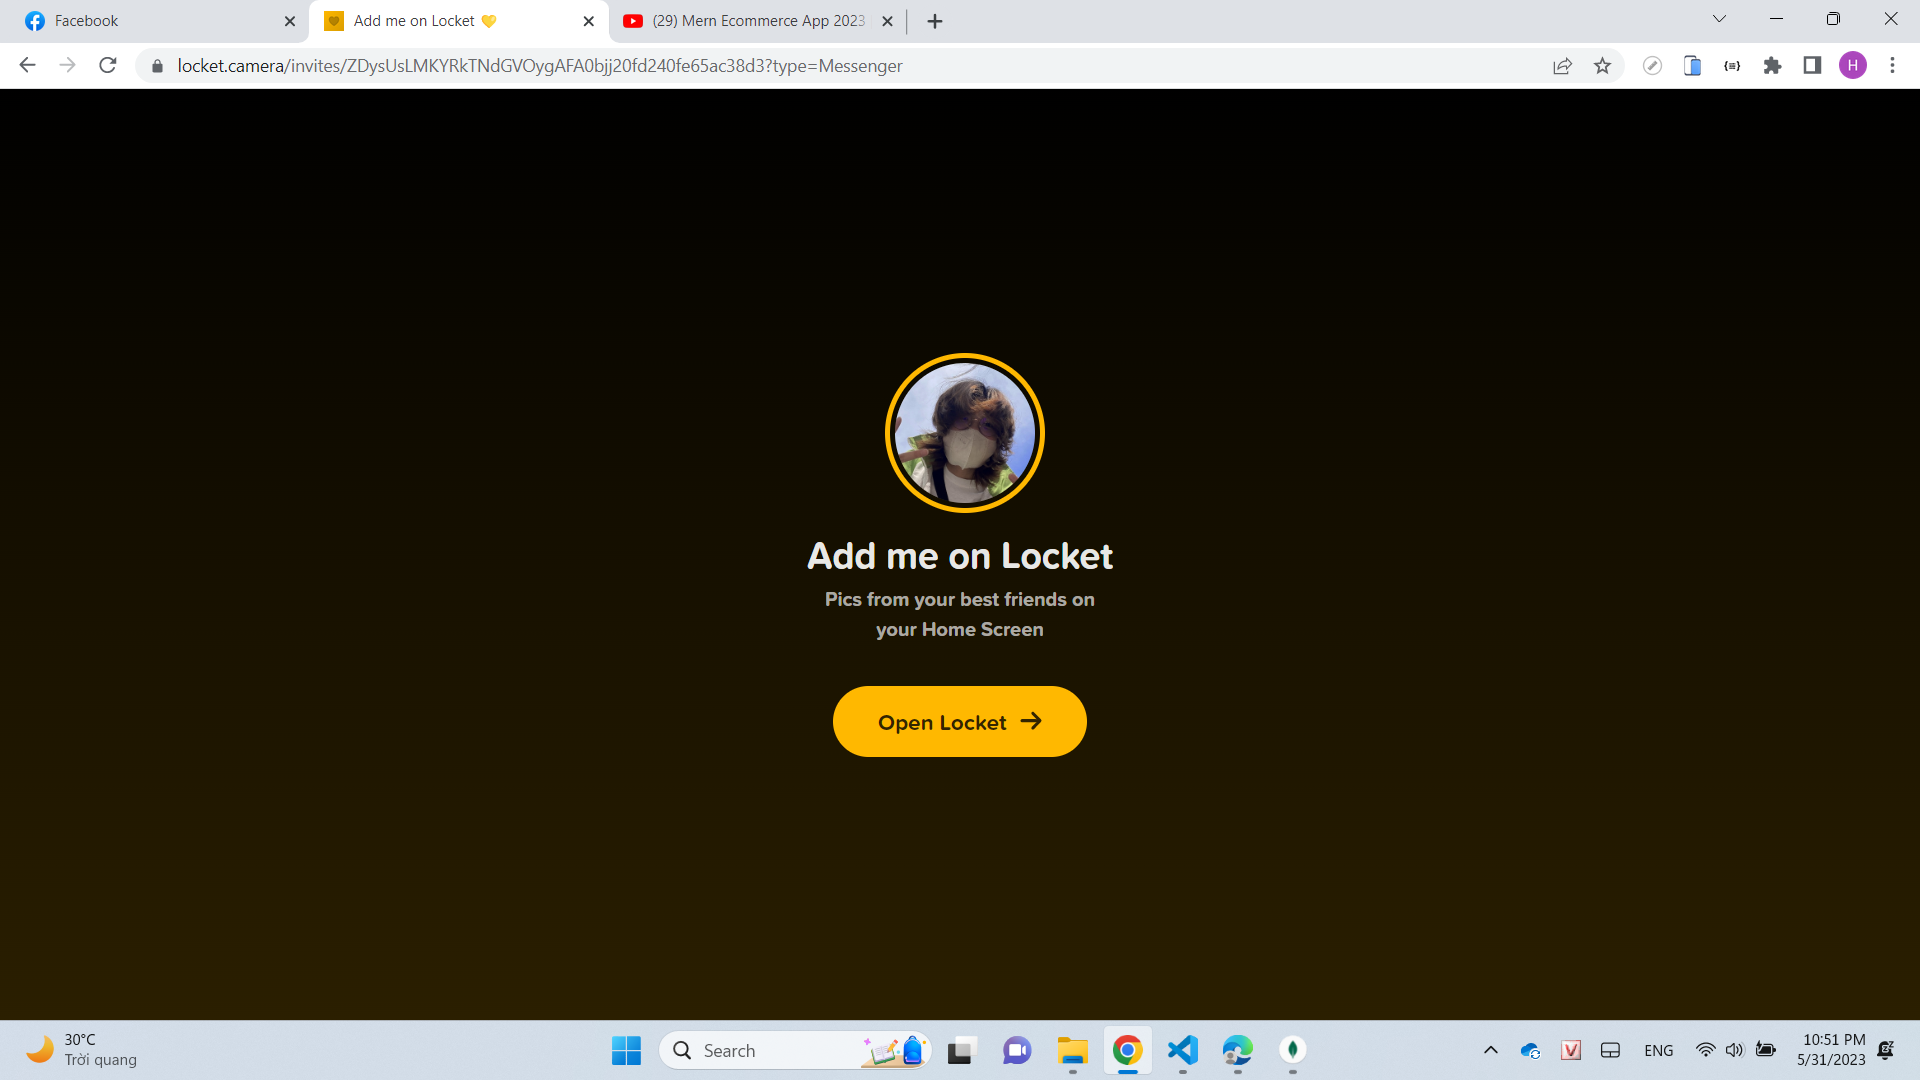 Facebook
Add me on Locket 💛
(29) Mern Ecommerce App 2023
locket.camera/invites/ZDysUsLMKYRkTNdGVOygAFA0bjj20fd240fe65ac38d3?type=Messenger
H
Add me on Locket
Pics from your best friends on
your Home Screen
Open Locket →
30°C
Trời quang
Search
ENG
10:51 PM
5/31/2023